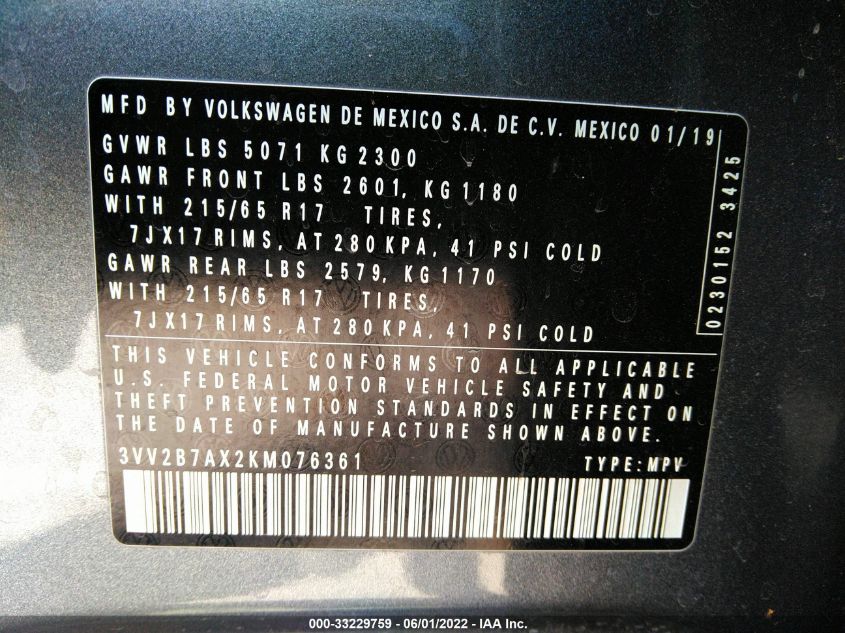 MFD BY VOLKSWAGEN DE MEXICO S.A. DE C.V. MEXICO 01/19
GVWR LBS 5071 KG 2300
GAWR FRONT LBS 2601, KG 1180
WITH 215/65 R17 TIRES,
7JX17 RIMS, AT 280 KPA, 41 PSI COLD
GAWR REAR LBS 2579, KG 1170
WITH 215/65 R17 TIRES,
7JX17 RIMS, AT 280 KPA, 41 PSI COLD
0230152 3425
THIS VEHICLE CONFORMS TO ALL APPLICABLE
U.S. FEDERAL MOTOR VEHICLE SAFETY AND
THEFT PREVENTION STANDARDS IN EFFECT ON
THE DATE OF MANUFACTURE SHOWN ABOVE.
3VV2B7AX2KM076361 TYPE: MPV
000-33229759 - 06/01/2022 - IAA Inc.